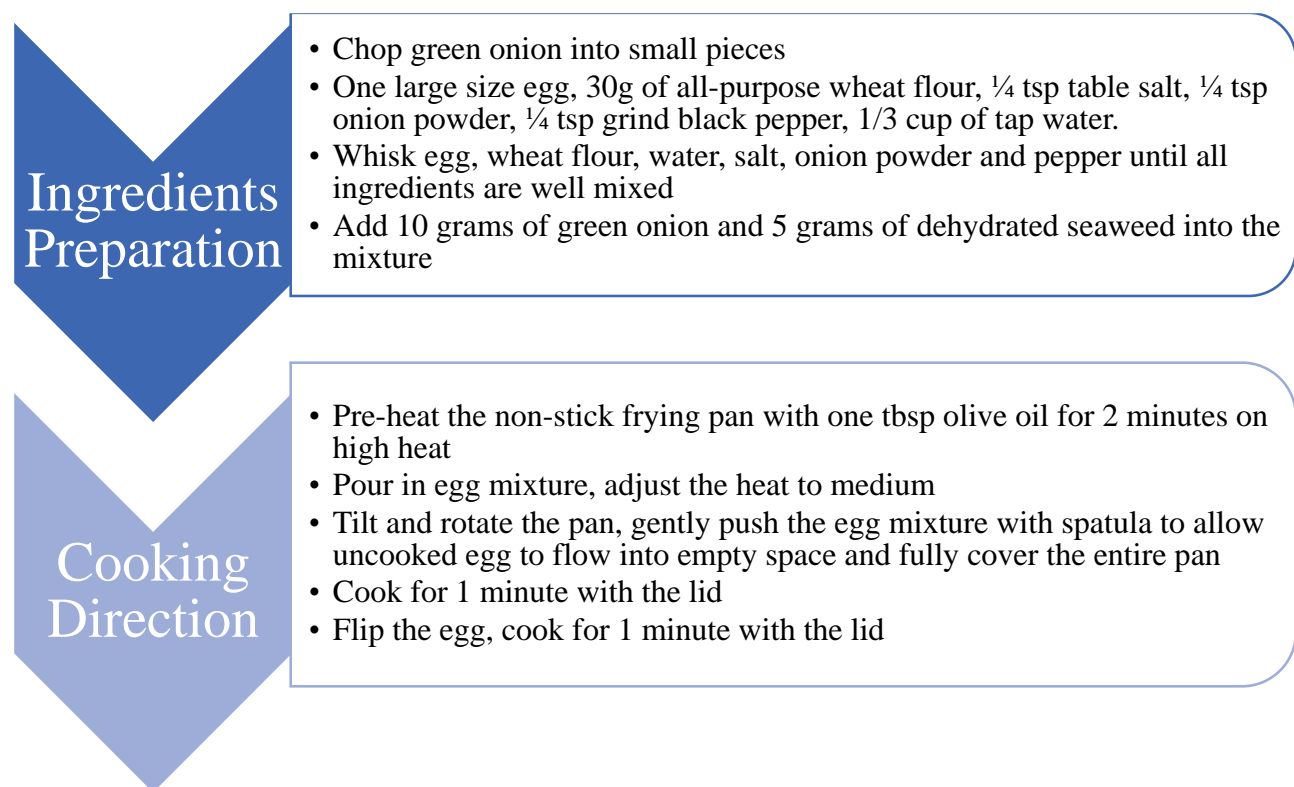 Ingredients
Preparation
• Chop green onion into small pieces
• One large size egg, 30g of all-purpose wheat flour, ¼ tsp table salt, ¼ tsp
onion powder, ¼ tsp grind black pepper, 1/3 cup of tap water.
• Whisk egg, wheat flour, water, salt, onion powder and pepper until all
ingredients are well mixed
• Add 10 grams of green onion and 5 grams of dehydrated seaweed into the
mixture
Cooking
Direction
• Pre-heat the non-stick frying pan with one tbsp olive oil for 2 minutes on
high heat
• Pour in egg mixture, adjust the heat to medium
• Tilt and rotate the pan, gently push the egg mixture with spatula to allow
uncooked egg to flow into empty space and fully cover the entire pan
• Cook for 1 minute with the lid
• Flip the egg, cook for 1 minute with the lid